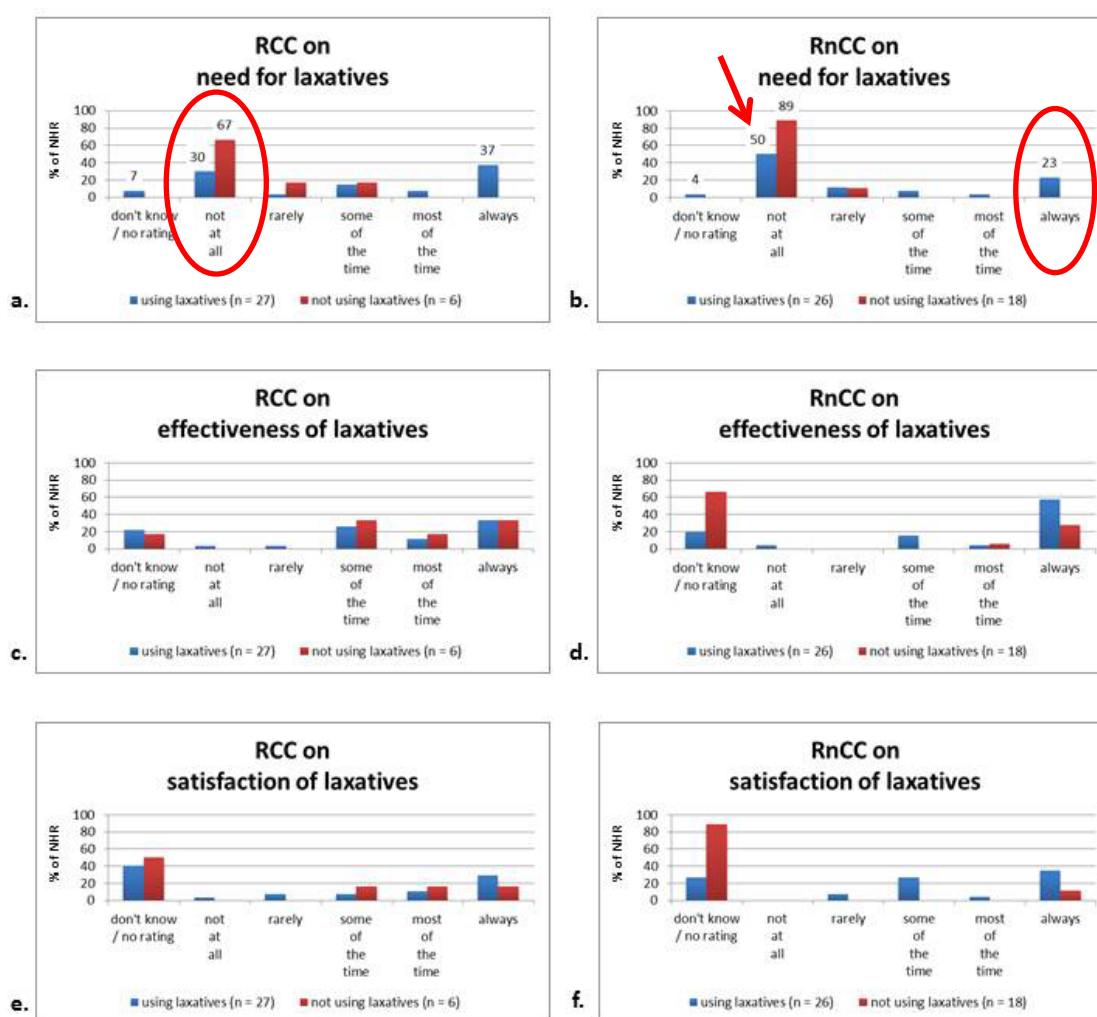 RCC on
need for laxatives
% of NHR
100
80
60
40
20
0
7
30
67
37
don't know / no rating
not at all
rarely
some of the time
most of the time
always
using laxatives (n = 27) not using laxatives (n = 6)
a.
RnCC on
need for laxatives
% of NHR
100
80
60
40
20
0
4
50
89
23
don't know / no rating
not at all
rarely
some of the time
most of the time
always
using laxatives (n = 26) not using laxatives (n = 18)
b.
RCC on
effectiveness of laxatives
% of NHR
100
80
60
40
20
0
don't know / no rating
not at all
rarely
some of the time
most of the time
always
using laxatives (n = 27) not using laxatives (n = 6)
c.
RnCC on
effectiveness of laxatives
% of NHR
100
80
60
40
20
0
don't know / no rating
not at all
rarely
some of the time
most of the time
always
using laxatives (n = 26) not using laxatives (n = 18)
d.
RCC on
satisfaction of laxatives
% of NHR
100
80
60
40
20
0
don't know / no rating
not at all
rarely
some of the time
most of the time
always
using laxatives (n = 27) not using laxatives (n = 6)
e.
RnCC on
satisfaction of laxatives
% of NHR
100
80
60
40
20
0
don't know / no rating
not at all
rarely
some of the time
most of the time
always
using laxatives (n = 26) not using laxatives (n = 18)
f.